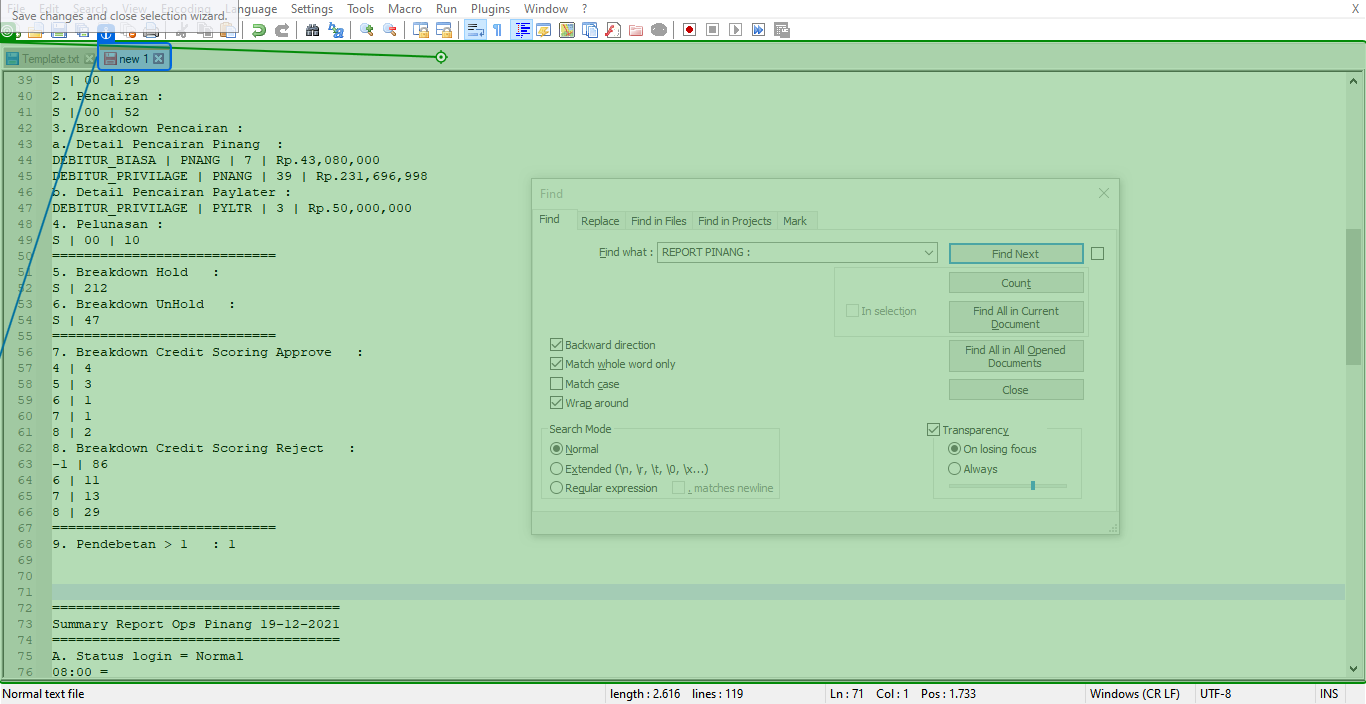 File Edit Search View Encoding Language Settings Tools Macro Run Plugins Window ? X
Save changes and close selection wizard.
Template.txt new 1
39 S | 00 | 29
40 2. Pencairan :
41 S | 00 | 52
42 3. Breakdown Pencairan :
43 a. Detail Pencairan Pinang :
44 DEBITUR_BIASA | PNANG | 7 | Rp.43,080,000
45 DEBITUR_PRIVILAGE | PNANG | 39 | Rp.231,696,998
46 b. Detail Pencairan Paylater :
47 DEBITUR_PRIVILAGE | PYLTR | 3 | Rp.50,000,000
48 4. Pelunasan :
49 S | 00 | 10
50 ============================
51 5. Breakdown Hold :
52 S | 212
53 6. Breakdown UnHold :
54 S | 47
55 ============================
56 7. Breakdown Credit Scoring Approve :
57 4 | 4
58 5 | 3
59 6 | 1
60 7 | 1
61 8 | 2
62 8. Breakdown Credit Scoring Reject :
63 -1 | 86
64 6 | 11
65 7 | 13
66 8 | 29
67 ============================
68 9. Pendebetan > 1 : 1
69
70
71
72 ====================================
73 Summary Report Ops Pinang 19-12-2021
74 ====================================
75 A. Status login = Normal
76 08:00 =
Find
Find Replace Find in Files Find in Projects Mark
Find what : REPORT PINANG :
Find Next
Count
In selection
Find All in Current Document
Find All in All Opened Documents
Close
Backward direction
Match whole word only
Match case
Wrap around
Search Mode
Normal
Extended (\n, \r, \t, \0, \x...)
Regular expression . matches newline
Transparency
On losing focus
Always
Normal text file length : 2.616 lines : 119 Ln : 71 Col : 1 Pos : 1.733 Windows (CR LF) UTF-8 INS